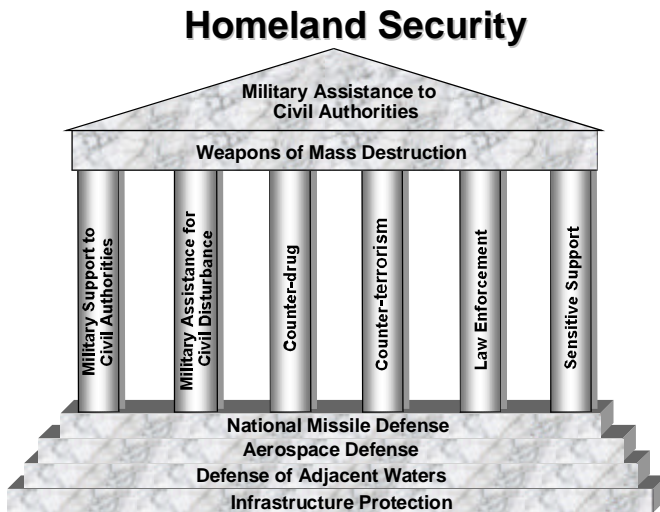 Homeland Security
Military Assistance to
Civil Authorities
Weapons of Mass Destruction
Military Support to
Civil Authorities
Military Assistance for
Civil Disturbance
Counter-drug
Counter-terrorism
Law Enforcement
Sensitive Support
National Missile Defense
Aerospace Defense
Defense of Adjacent Waters
Infrastructure Protection